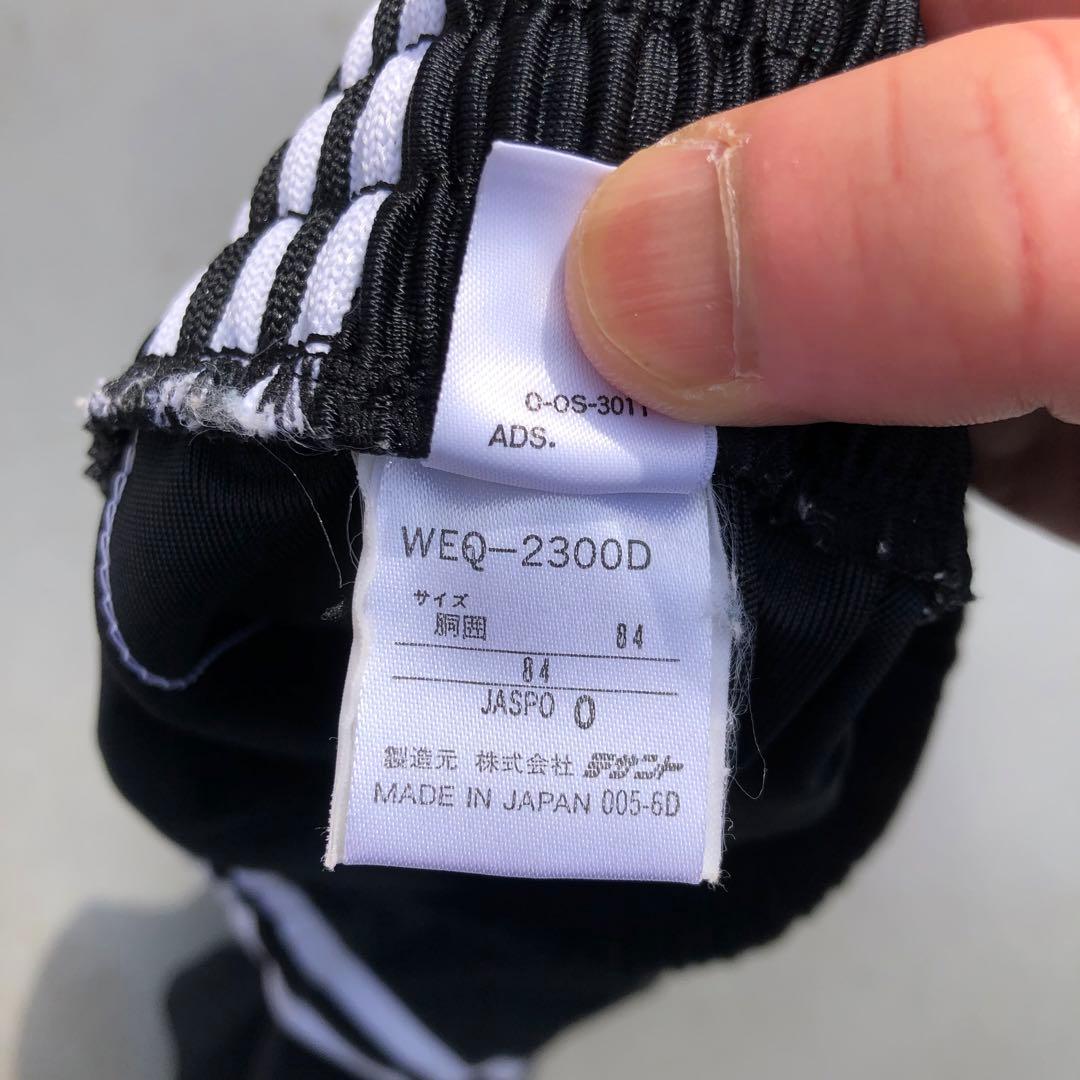 0-0S-3011
ADS.
WEQ-2300D
サイズ
胴囲 84
84
JASPO O
製造元 株式会社 デサント
MADE IN JAPAN 005-6D